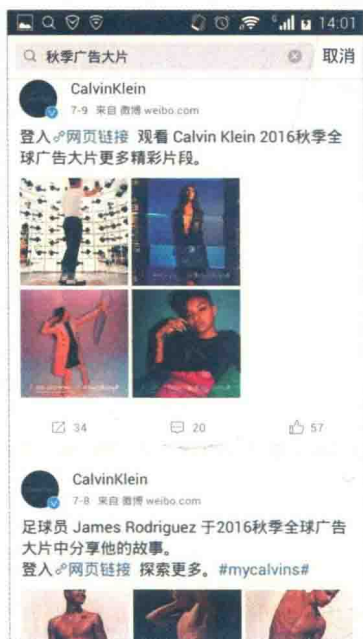 14:01
秋季广告大片
取消
CalvinKlein
7-9 来自 微博 weibo.com
登入 网页链接 观看 Calvin Klein 2016秋季全
球广告大片更多精彩片段。
34
20
57
CalvinKlein
7-8 来自 微博 weibo.com
足球员 James Rodriguez 于2016秋季全球广告
大片中分享他的故事。
登入 网页链接 探索更多。#mycalvins#